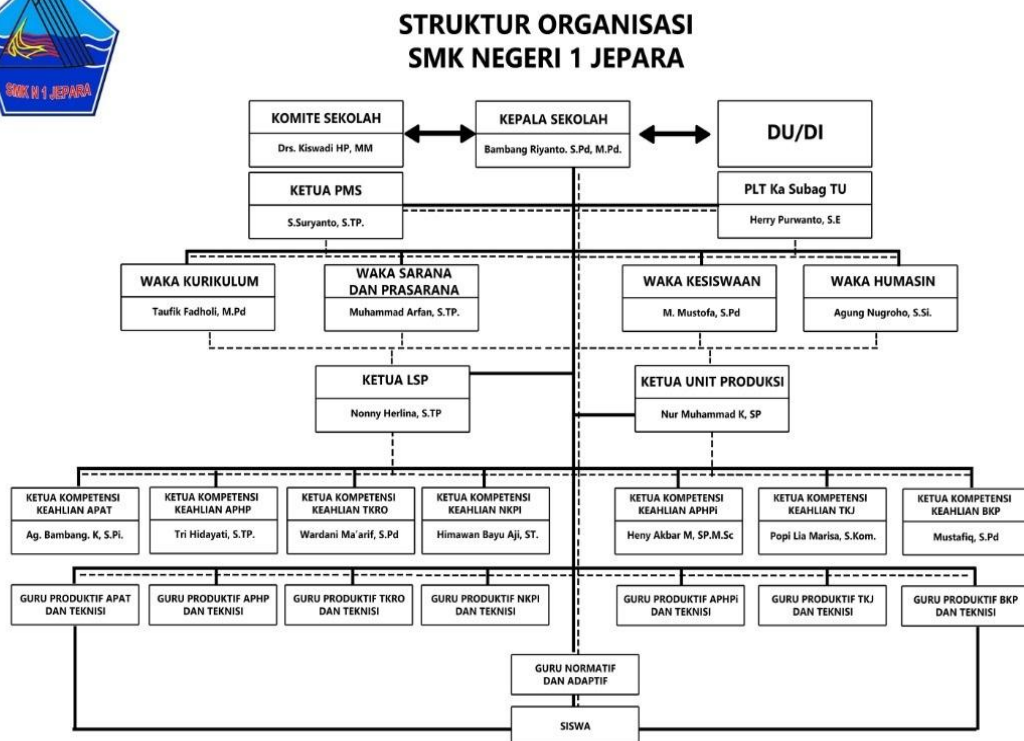 STRUKTUR ORGANISASI
SMK NEGERI 1 JEPARA
SMK N 1 JEPARA
KOMITE SEKOLAH
Drs. Kiswadi HP, MM
KEPALA SEKOLAH
Bambang Riyanto. S.Pd, M.Pd.
DU/DI
KETUA PMS
S.Suryanto, S.TP.
PLT Ka Subag TU
Herry Purwanto, S.E
WAKA KURIKULUM
Taufik Fadholi, M.Pd
WAKA SARANA
DAN PRASARANA
Muhammad Arfan, S.TP.
WAKA KESISWAAN
M. Mustofa, S.Pd
WAKA HUMASIN
Agung Nugroho, S.Si.
KETUA LSP
Nonny Herlina, S.TP
KETUA UNIT PRODUKSI
Nur Muhammad K, SP
KETUA KOMPETENSI
KEAHLIAN APAT
Ag. Bambang. K, S.Pi.
KETUA KOMPETENSI
KEAHLIAN APHP
Tri Hidayati, S.TP.
KETUA KOMPETENSI
KEAHLIAN TKRO
Wardani Ma'arif, S.Pd
KETUA KOMPETENSI
KEAHLIAN NKPI
Himawan Bayu Aji, ST.
KETUA KOMPETENSI
KEAHLIAN APHPi
Heny Akbar M, SP.M.Sc
KETUA KOMPETENSI
KEAHLIAN TKJ
Popi Lia Marisa, S.Kom.
KETUA KOMPETENSI
KEAHLIAN BKP
Mustafiq, S.Pd
GURU PRODUKTIF APAT
DAN TEKNISI
GURU PRODUKTIF APHP
DAN TEKNISI
GURU PRODUKTIF TKRO
DAN TEKNISI
GURU PRODUKTIF NKPI
DAN TEKNISI
GURU PRODUKTIF APHPi
DAN TEKNISI
GURU PRODUKTIF TKJ
DAN TEKNISI
GURU PRODUKTIF BKP
DAN TEKNISI
GURU NORMATIF
DAN ADAPTIF
SISWA